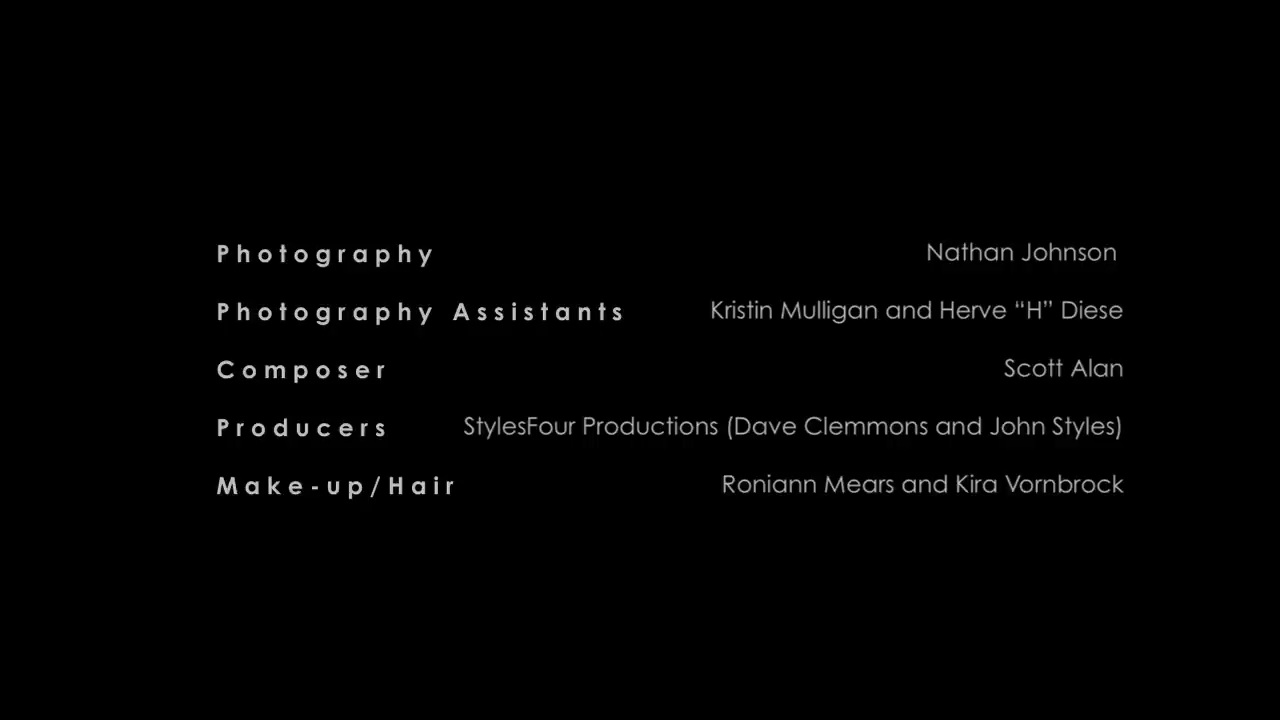 Photography Nathan Johnson
Photography Assistants Kristin Mulligan and Herve “H” Diese
Composer Scott Alan
Producers StylesFour Productions (Dave Clemmons and John Styles)
Make-up/Hair Roniann Mears and Kira Vornbrock